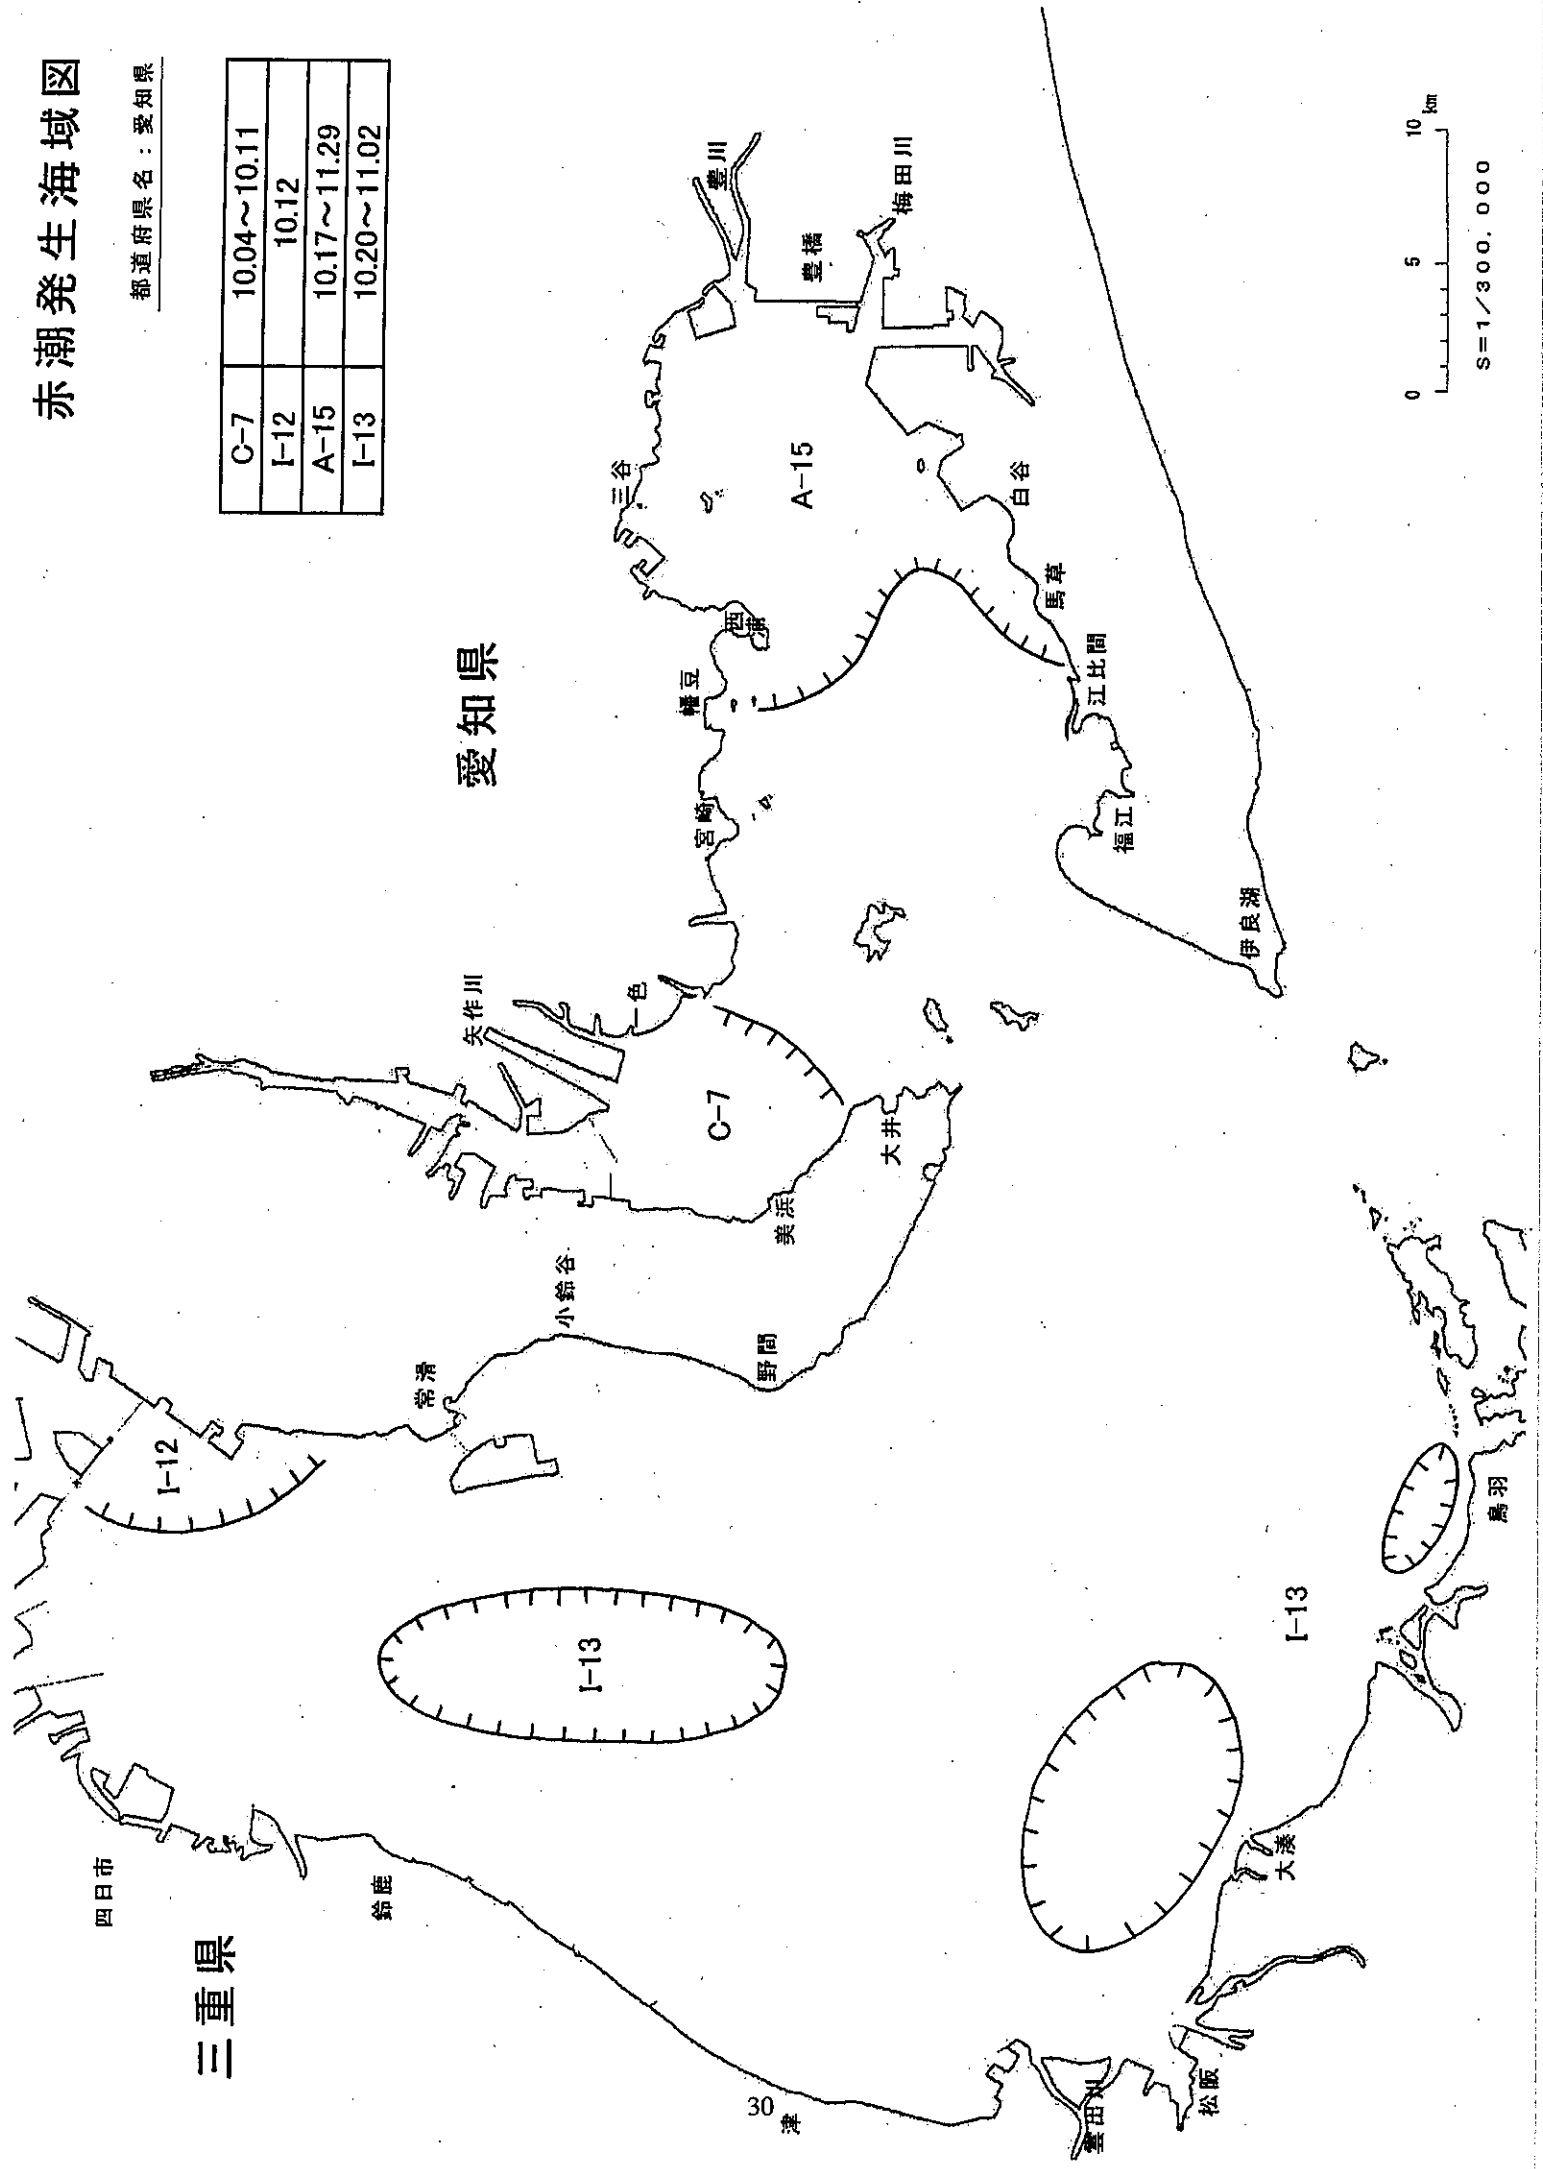 赤潮発生海域図
都道府県名：愛知県
C-7 10.04～10.11
I-12 10.12
A-15 10.17～11.29
I-13 10.20～11.02
愛知県
三重県
豊川
豊橋
梅田川
三谷
A-15
白谷
西浦
馬草
幡豆
江比間
宮崎
福江
伊良湖
矢作川
一色
C-7
大井
美浜
小鈴谷
野間
常滑
I-12
I-13
I-13
鳥羽
四日市
鈴鹿
大湊
津
雲出川
松阪
0 5 10 km
S=1/300,000
30